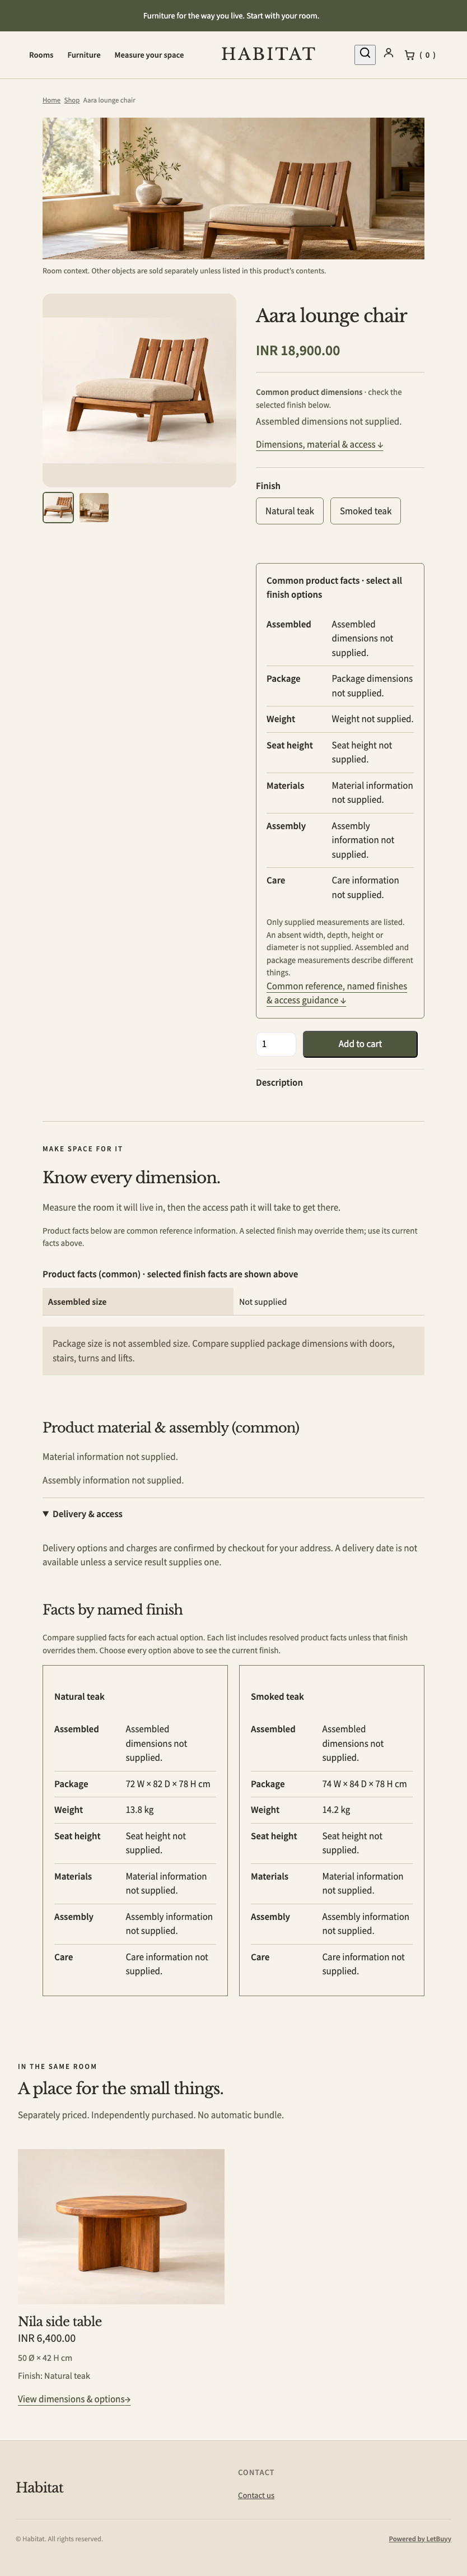 Furniture for the way you live. Start with your room.
Rooms Furniture Measure your space
HABITAT
( 0 )
Home Shop Aara lounge chair
Room context. Other objects are sold separately unless listed in this product's contents.
Aara lounge chair
INR 18,900.00
Common product dimensions · check the
selected finish below.
Assembled dimensions not supplied.
Dimensions, material & access ↓
Finish
Natural teak
Smoked teak
Common product facts · select all
finish options
Assembled
Assembled
dimensions not
supplied.
Package
Package dimensions
not supplied.
Weight
Weight not supplied.
Seat height
Seat height not
supplied.
Materials
Material information
not supplied.
Assembly
Assembly
information not
supplied.
Care
Care information
not supplied.
Only supplied measurements are listed.
An absent width, depth, height or
diameter is not supplied. Assembled and
package measurements describe different
things.
Common reference, named finishes
& access guidance ↓
1
Add to cart
Description
MAKE SPACE FOR IT
Know every dimension.
Measure the room it will live in, then the access path it will take to get there.
Product facts below are common reference information. A selected finish may override them; use its current
facts above.
Product facts (common) · selected finish facts are shown above
Assembled size
Not supplied
Package size is not assembled size. Compare supplied package dimensions with doors,
stairs, turns and lifts.
Product material & assembly (common)
Material information not supplied.
Assembly information not supplied.
▼ Delivery & access
Delivery options and charges are confirmed by checkout for your address. A delivery date is not
available unless a service result supplies one.
Facts by named finish
Compare supplied facts for each actual option. Each list includes resolved product facts unless that finish
overrides them. Choose every option above to see the current finish.
Natural teak
Assembled
Assembled
dimensions not
supplied.
Package
72 W × 82 D × 78 H cm
Weight
13.8 kg
Seat height
Seat height not
supplied.
Materials
Material information
not supplied.
Assembly
Assembly information
not supplied.
Care
Care information not
supplied.
Smoked teak
Assembled
Assembled
dimensions not
supplied.
Package
74 W × 84 D × 78 H cm
Weight
14.2 kg
Seat height
Seat height not
supplied.
Materials
Material information
not supplied.
Assembly
Assembly information
not supplied.
Care
Care information not
supplied.
IN THE SAME ROOM
A place for the small things.
Separately priced. Independently purchased. No automatic bundle.
Nila side table
INR 6,400.00
50 Ø × 42 H cm
Finish: Natural teak
View dimensions & options→
Habitat
CONTACT
Contact us
© Habitat. All rights reserved.
Powered by LetBuyy